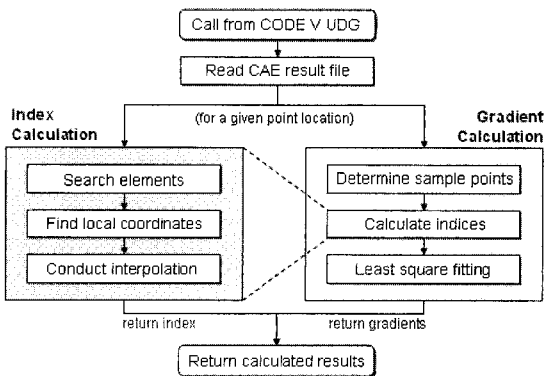 Call from CODE V UDG
Read CAE result file
Index
Calculation
(for a given point location)
Gradient
Calculation
Search elements
Find local coordinates
Conduct interpolation
Determine sample points
Calculate indices
Least square fitting
return index
return gradients
Return calculated results